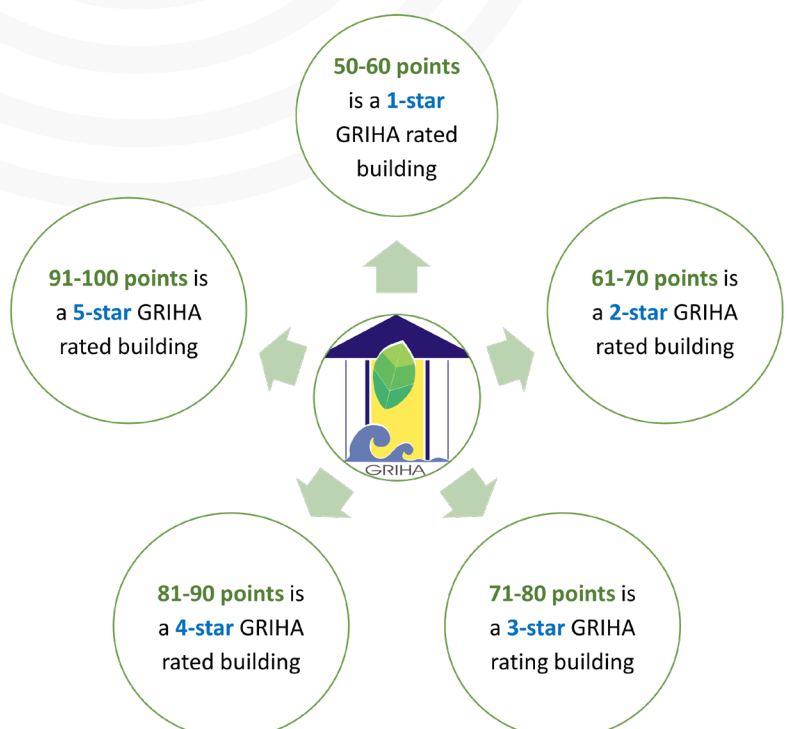 50-60 points
is a 1-star
GRIHA rated
building
61-70 points is
a 2-star GRIHA
rated building
71-80 points is
a 3-star GRIHA
rating building
81-90 points is
a 4-star GRIHA
rated building
91-100 points is
a 5-star GRIHA
rated building
GRIHA